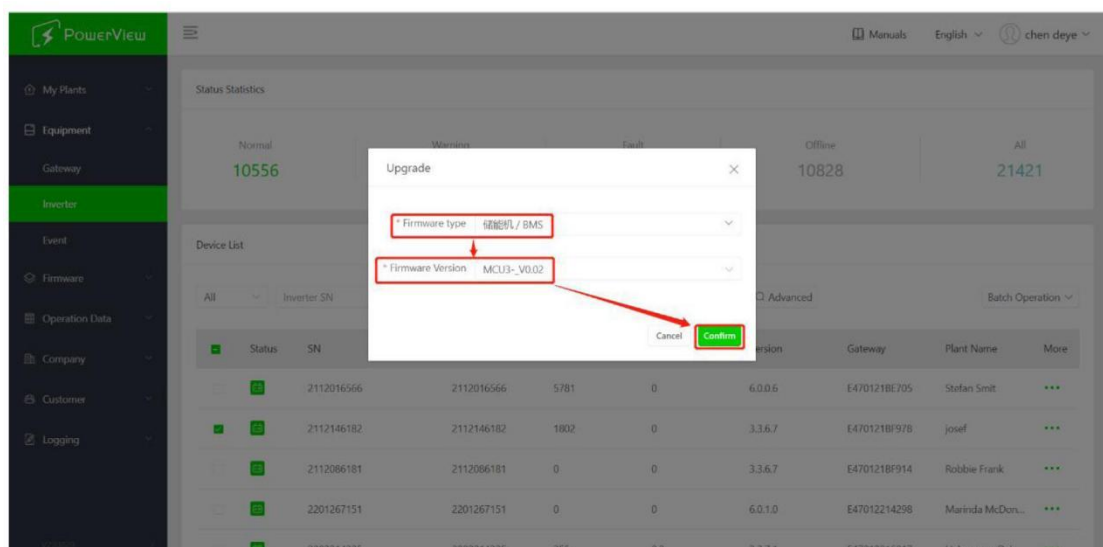 PowerView
Manuals English chen deye
My Plants
Equipment
Gateway
Inverter
Event
Firmware
Operation Data
Company
Customer
Logging
Status Statistics
Normal Warning Fault Offline All
10556 10828 21421
Upgrade
* Firmware type 储能机 / BMS
* Firmware Version MCU3-_V0.02
Cancel Confirm
Device List
All Inverter SN Advanced Batch Operation
Status SN Gateway Plant Name More
2112016566 2112016566 5781 0 6.0.0.6 E470121BE705 Stefan Smit
2112146182 2112146182 1802 0 3.3.6.7 E4701218F978 josef
2112086181 2112086181 0 0 3.3.6.7 E4701218F914 Robbie Frank
2201267151 2201267151 0 0 6.0.1.0 E47012214298 Marinda McDon...